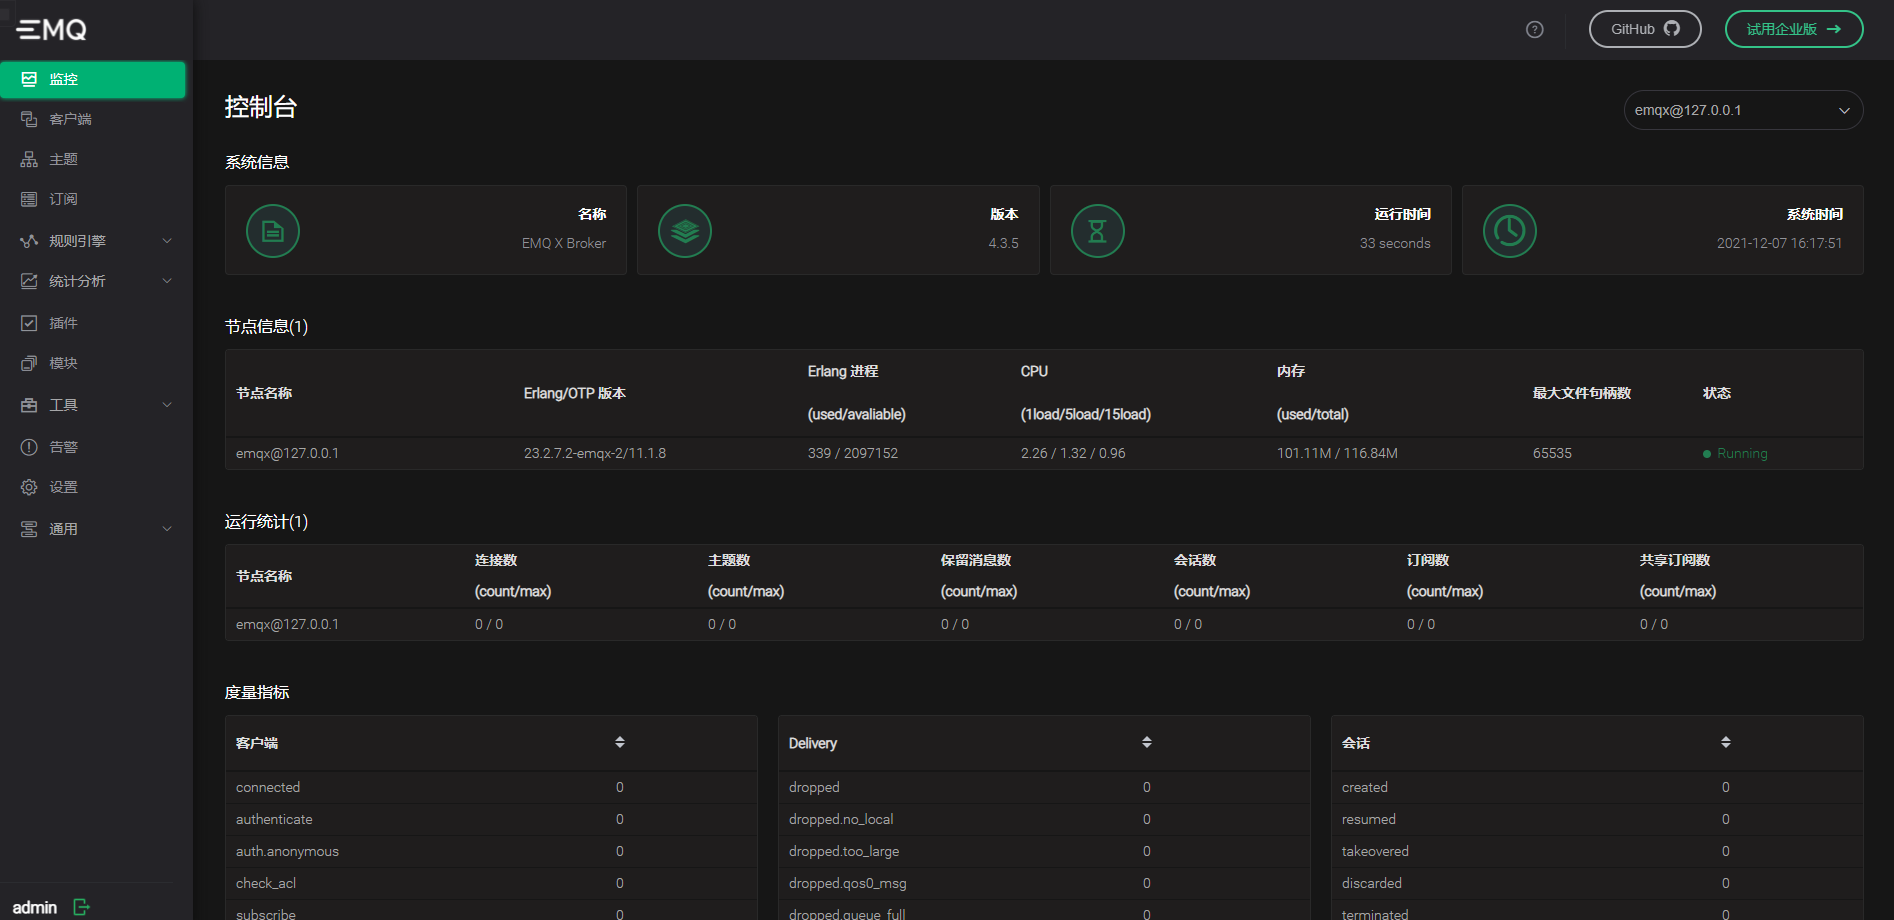 EMQ
GitHub
试用企业版
监控
客户端
主题
订阅
规则引擎
统计分析
插件
模块
工具
告警
设置
通用
admin
控制台
emqx@127.0.0.1
系统信息
名称
EMQ X Broker
版本
4.3.5
运行时间
33 seconds
系统时间
2021-12-07 16:17:51
节点信息(1)
节点名称 Erlang/OTP 版本 Erlang 进程 (used/avaliable) CPU (1load/5load/15load) 内存 (used/total) 最大文件句柄数 状态
emqx@127.0.0.1 23.2.7.2-emqx-2/11.1.8 339 / 2097152 2.26 / 1.32 / 0.96 101.11M / 116.84M 65535 Running
运行统计(1)
节点名称 连接数 (count/max) 主题数 (count/max) 保留消息数 (count/max) 会话数 (count/max) 订阅数 (count/max) 共享订阅数 (count/max)
emqx@127.0.0.1 0 / 0 0 / 0 0 / 0 0 / 0 0 / 0 0 / 0
度量指标
客户端
connected 0
authenticate 0
auth.anonymous 0
check_acl 0
subscribe 0
Delivery
dropped 0
dropped.no_local 0
dropped.too_large 0
dropped.qos0_msg 0
dropped.queue_full 0
会话
created 0
resumed 0
takeovered 0
discarded 0
terminated 0